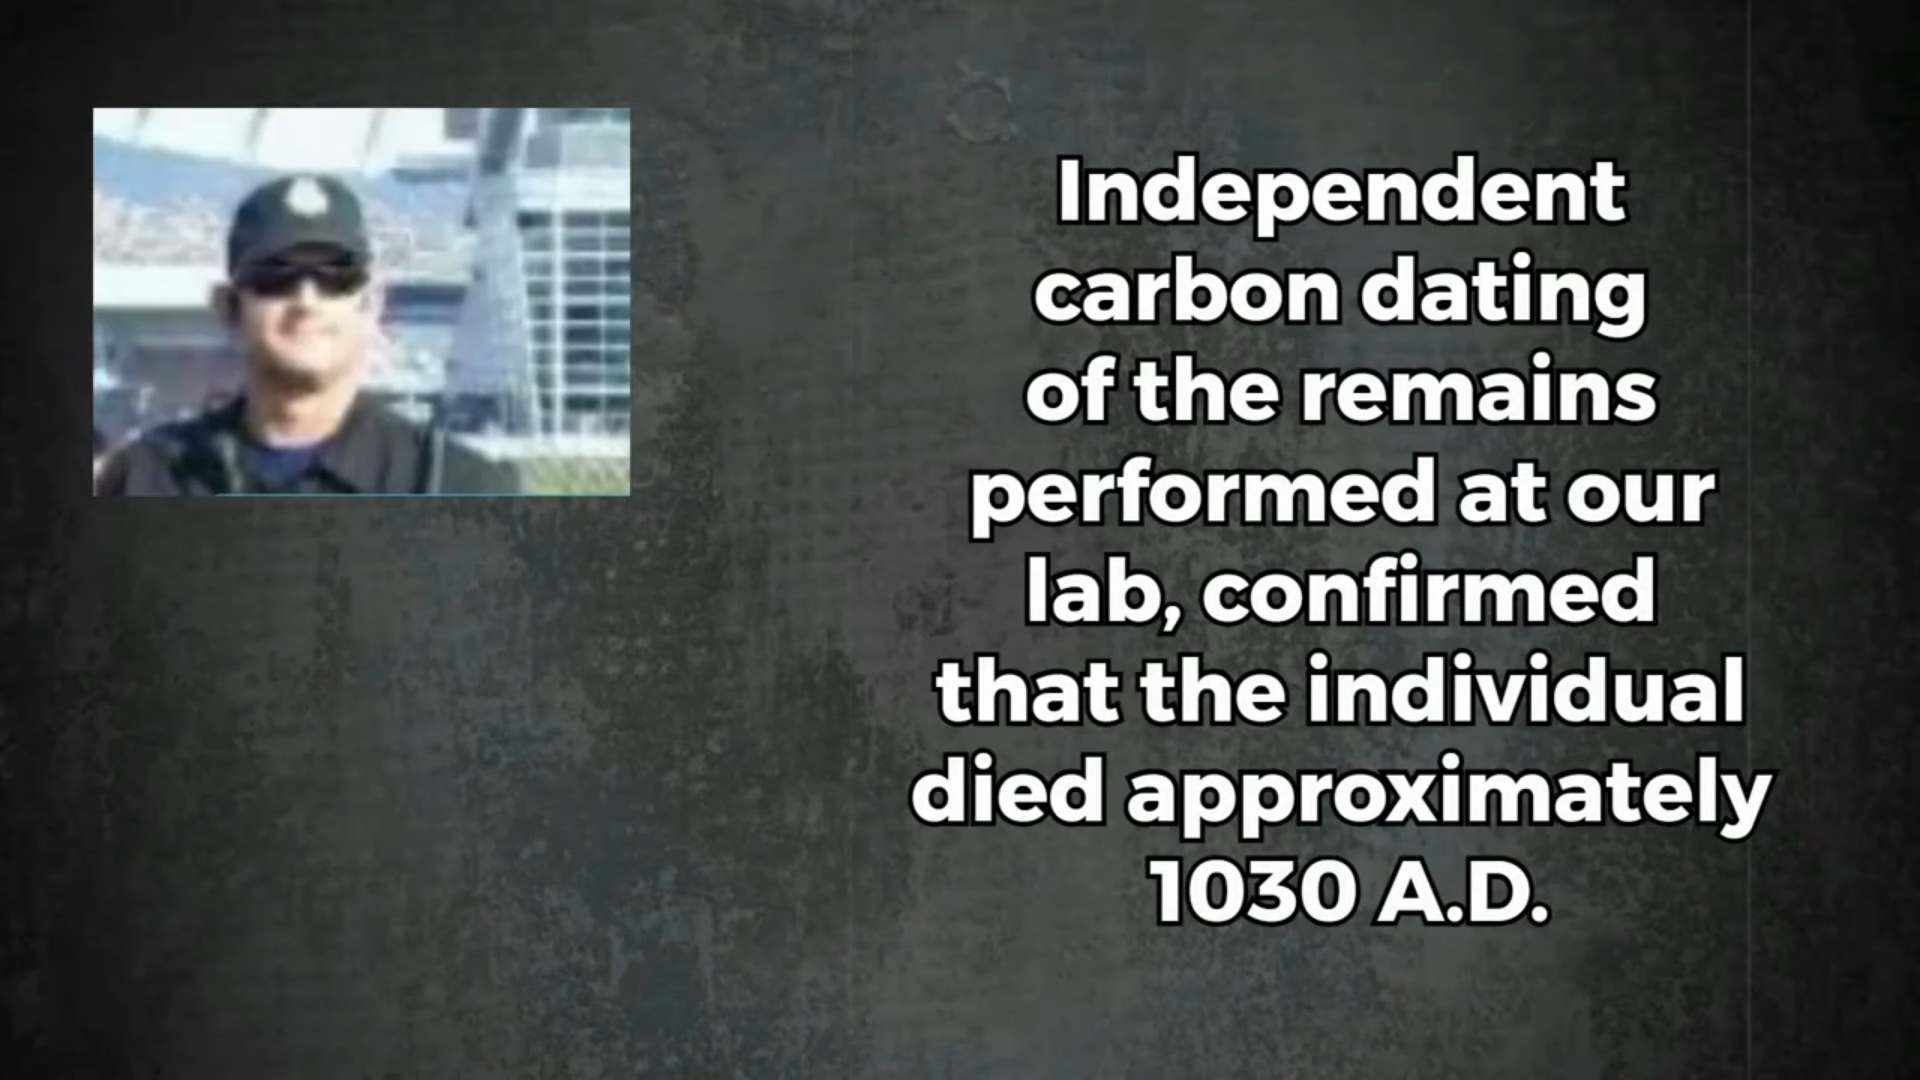 Independent
carbon dating
of the remains
performed at our
lab, confirmed
that the individual
died approximately
1030 A.D.